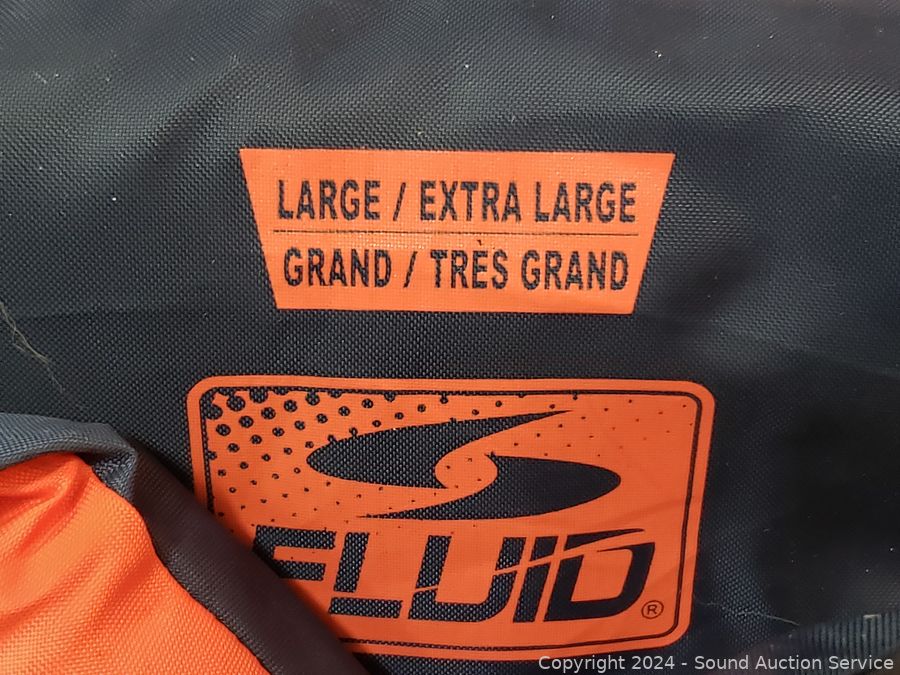 LARGE / EXTRA LARGE
GRAND / TRES GRAND
FLUID ®
Copyright 2024 - Sound Auction Service